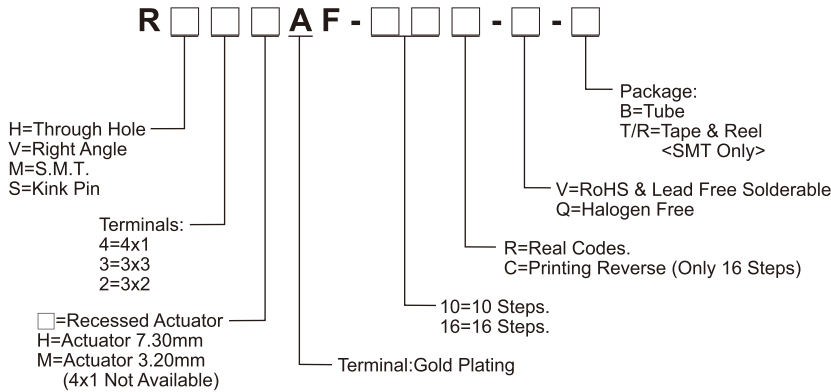 R□□□AF-□□□-□-□
Package:
B=Tube
T/R=Tape & Reel
<SMT Only>
H=Through Hole
V=Right Angle
M=S.M.T.
S=Kink Pin
V=RoHS & Lead Free Solderable
Q=Halogen Free
Terminals:
4=4x1
3=3x3
2=3x2
R=Real Codes.
C=Printing Reverse (Only 16 Steps)
□=Recessed Actuator
H=Actuator 7.30mm
M=Actuator 3.20mm
(4x1 Not Available)
10=10 Steps.
16=16 Steps.
Terminal:Gold Plating